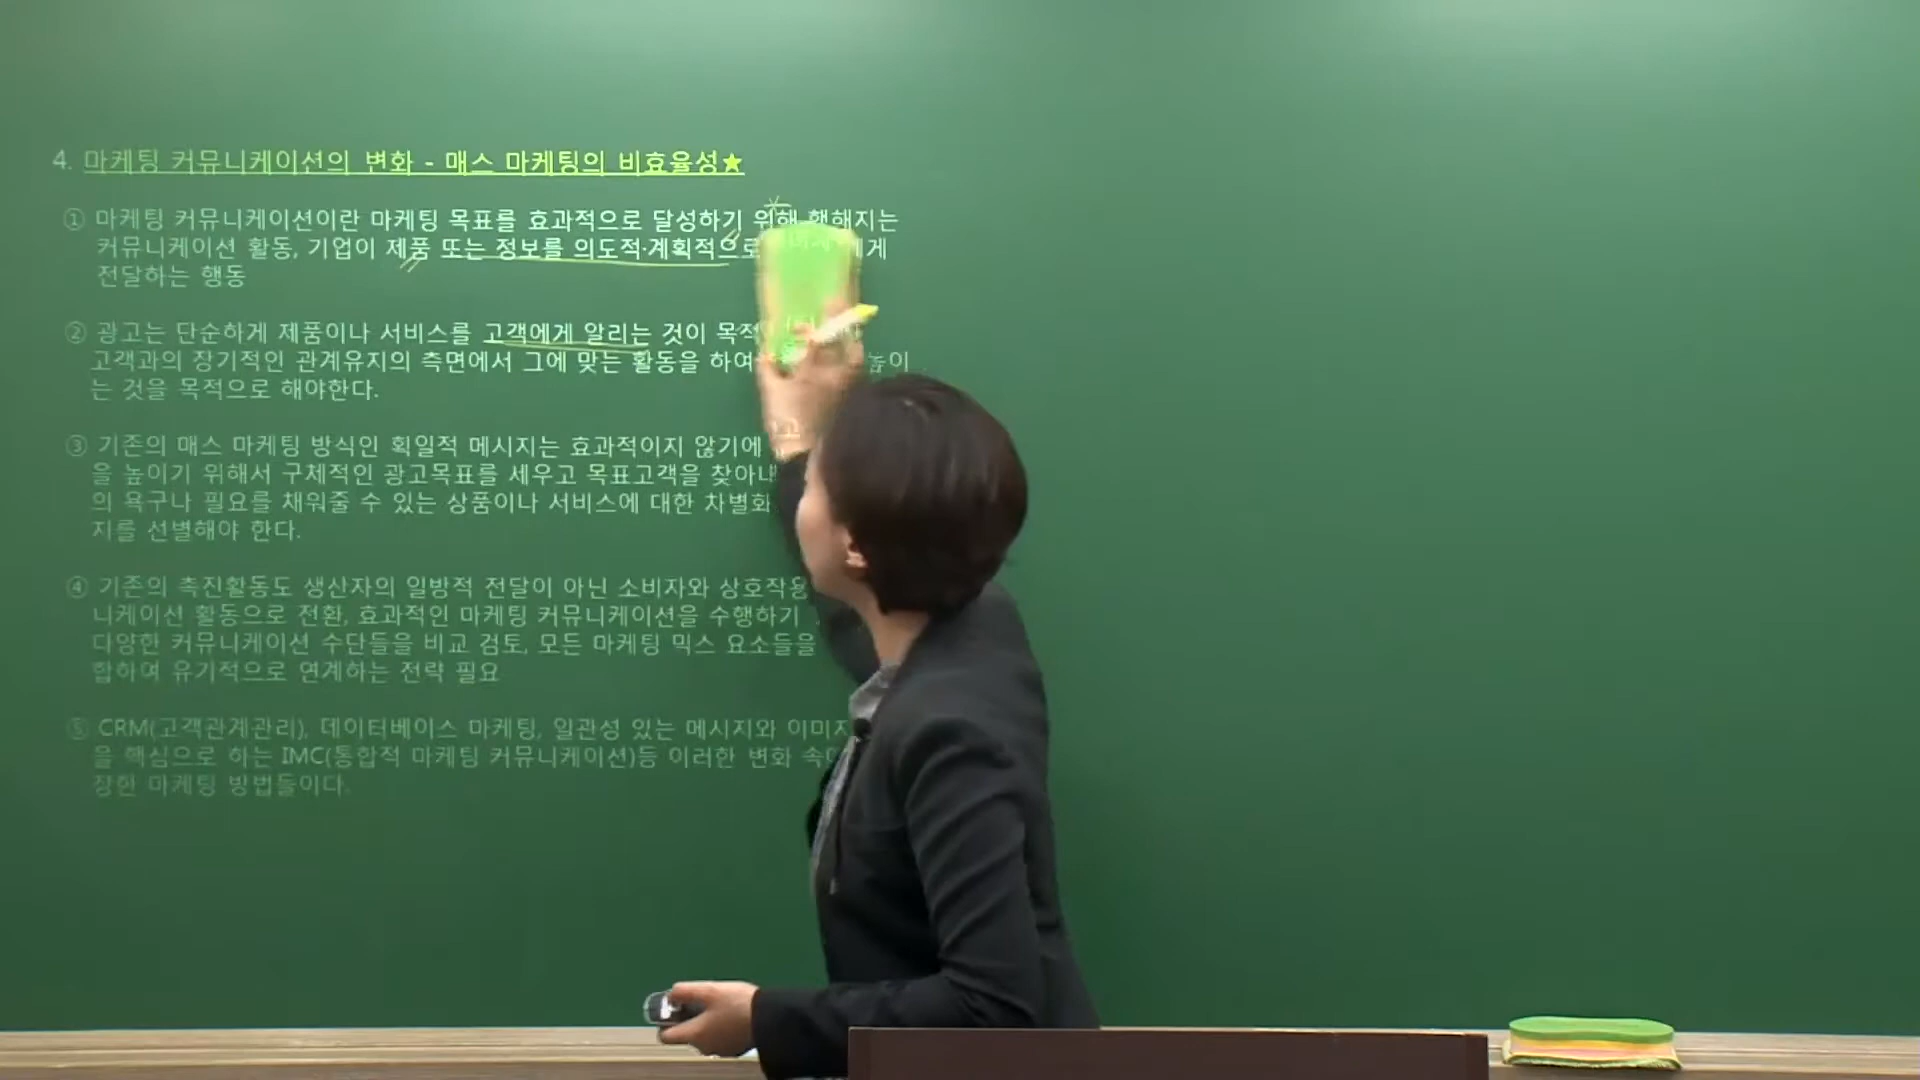 4. 마케팅 커뮤니케이션의 변화 - 매스 마케팅의 비효율성★
① 마케팅 커뮤니케이션이란 마케팅 목표를 효과적으로 달성하기 위해 행해지는
커뮤니케이션 활동, 기업이 제품 또는 정보를 의도적·계획적으로
전달하는 행동
② 광고는 단순하게 제품이나 서비스를 고객에게 알리는 것이
고객과의 장기적인 관계유지의 측면에서 그에 맞는 활동을 하여 높이
는 것을 목적으로 해야한다.
③ 기존의 매스 마케팅 방식인 획일적 메시지는 효과적이지 않기에
을 높이기 위해서 구체적인 광고목표를 세우고 목표고객을
의 욕구나 필요를 채워줄 수 있는 상품이나 서비스에 대한 차별화
지를 선별해야 한다.
④ 기존의 촉진활동도 생산자의 일방적 전달이 아닌 소비자와 상호작용
니케이션 활동으로 전환, 효과적인 마케팅 커뮤니케이션을 수행하기
다양한 커뮤니케이션 수단들을 비교 검토, 모든 마케팅 믹스 요소들을
합하여 유기적으로 연계하는 전략 필요
⑤ CRM(고객관계관리), 데이터베이스 마케팅, 일관성 있는 메시지와
을 핵심으로 하는 IMC(통합적 마케팅 커뮤니케이션)등 이러한 변화
장한 마케팅 방법들이다.